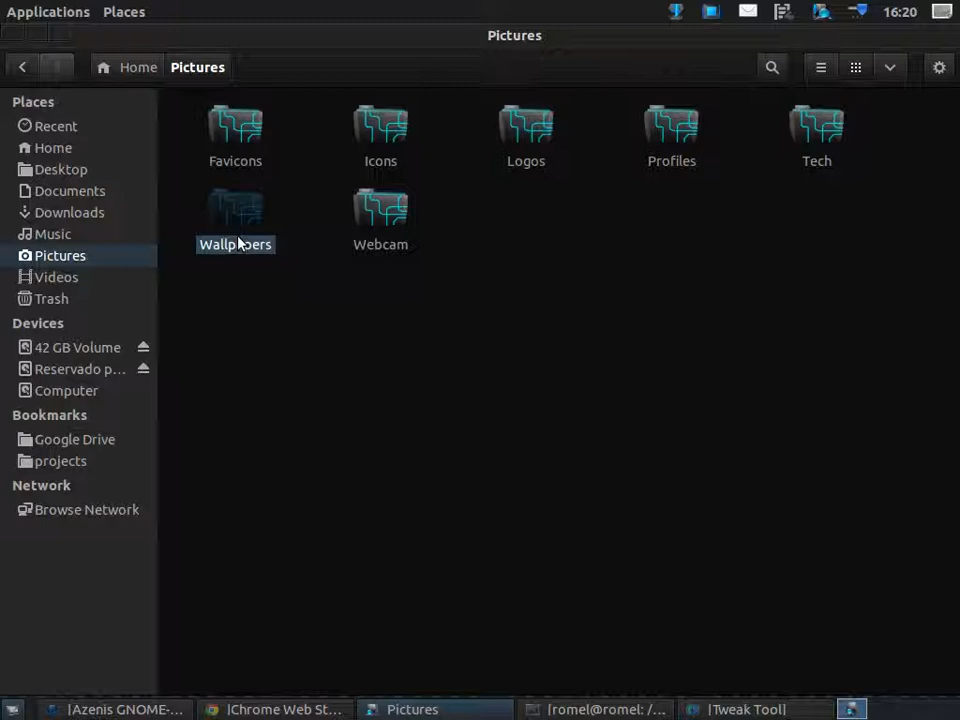 Applications Places 16:20
Pictures
Home Pictures
Places
Recent
Home
Desktop
Documents
Downloads
Music
Pictures
Videos
Trash
Devices
42 GB Volume
Reservado p...
Computer
Bookmarks
Google Drive
projects
Network
Browse Network
Favicons Icons Logos Profiles Tech
Wallpapers Webcam
[Azenis GNOME-... [Chrome Web St... Pictures [romel@romel: /... [Tweak Tool]